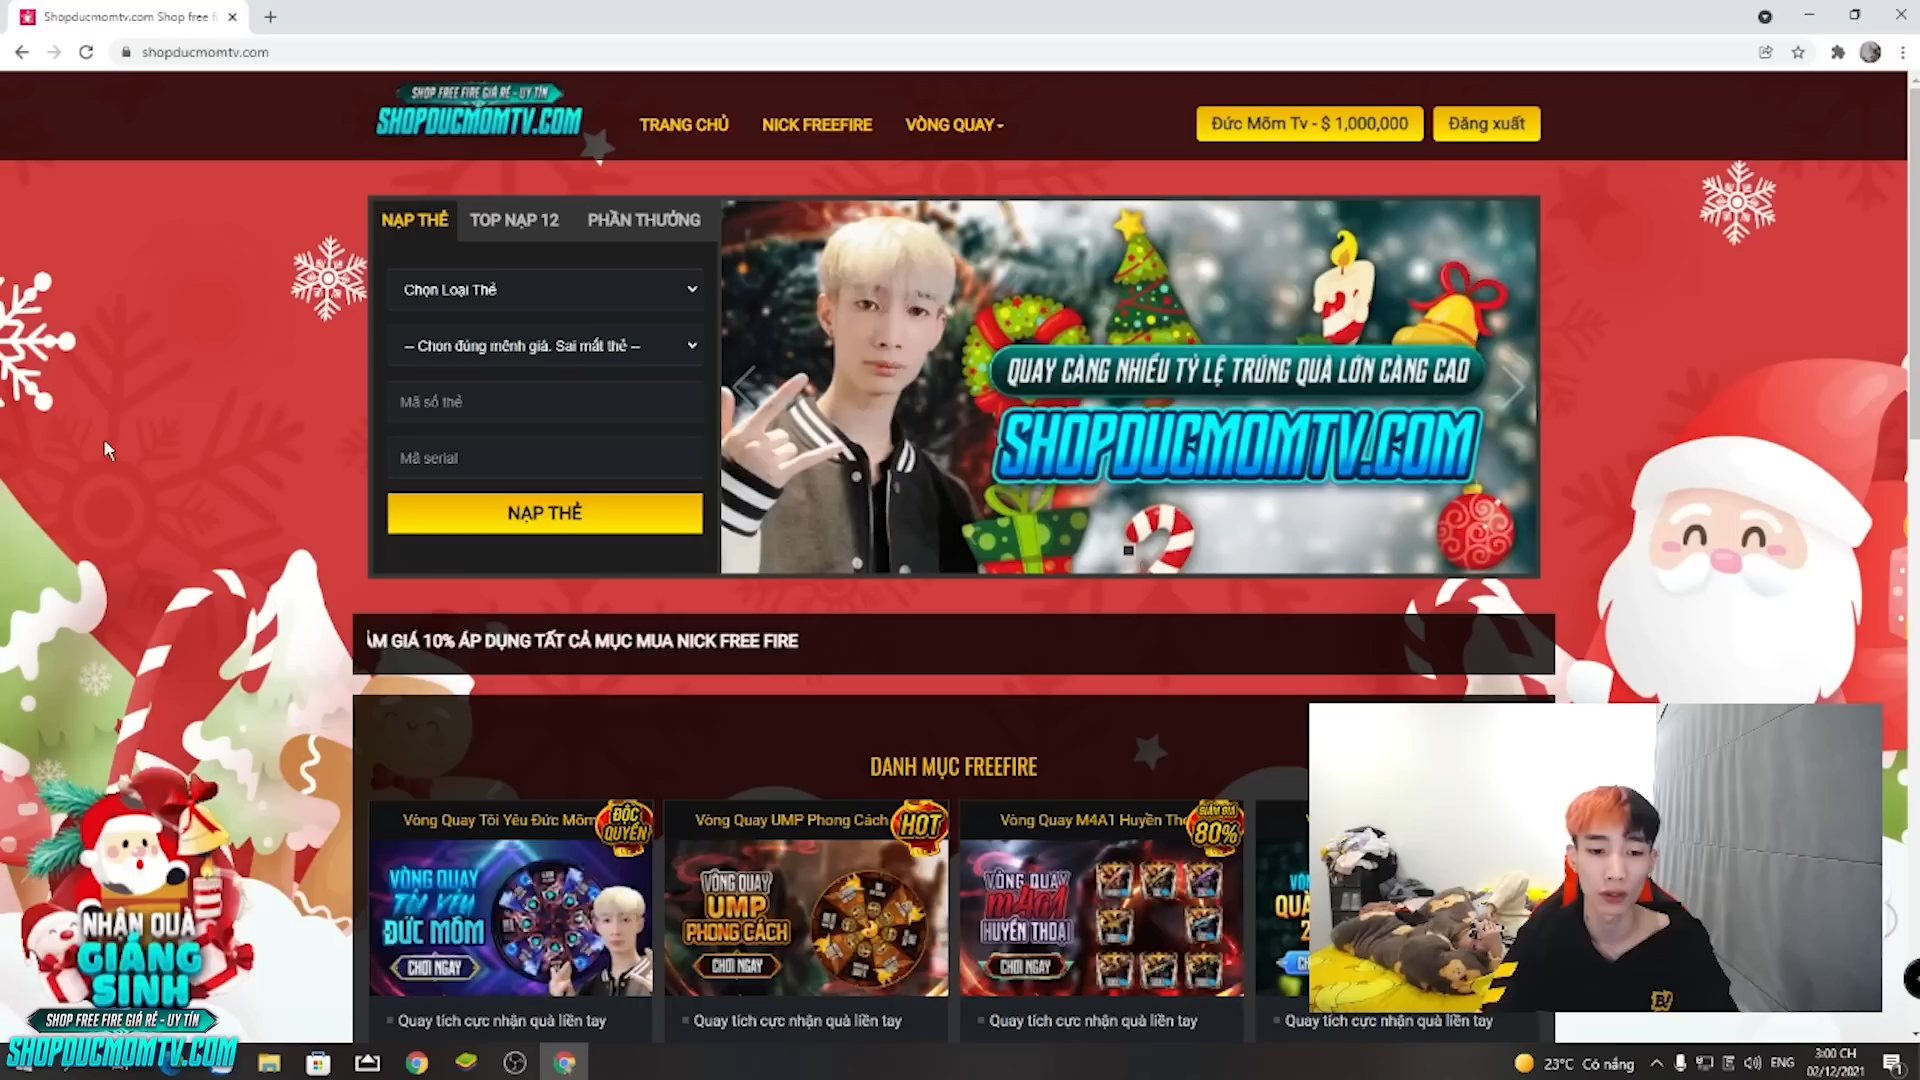 Shopducmomtv.com Shop free fi
shopducmomtv.com
SHOP FREE FIRE GIÁ RẺ - UY TÍN
SHOPDUCMOMTV.COM
TRANG CHỦ
NICK FREEFIRE
VÒNG QUAY
Đức Mõm Tv - $ 1,000,000
Đăng xuất
NẠP THẺ
TOP NẠP 12
PHẦN THƯỞNG
Chọn Loại Thẻ
-- Chọn đúng mệnh giá. Sai mất thẻ --
Mã số thẻ
Mã serial
NẠP THẺ
QUAY CÀNG NHIỀU TỶ LỆ TRÚNG QUÀ LỚN CÀNG CAO
SHOPDUCMOMTV.COM
ẢM GIÁ 10% ÁP DỤNG TẤT CẢ MỤC MUA NICK FREE FIRE
DANH MỤC FREEFIRE
Vòng Quay Tôi Yêu Đức Mõm
ĐỘC QUYỀN
Vòng Quay UMP Phong Cách
HOT
Vòng Quay M4A1 Huyền Tho
GIẢM GIÁ 80%
VÒNG QUAY
TÔI YÊU
ĐỨC MÕM
CHƠI NGAY
VÒNG QUAY
UMP
PHONG CÁCH
CHƠI NGAY
VÒNG QUAY
M4A1
HUYỀN THOẠI
CHƠI NGAY
Quay tích cực nhận quà liền tay
Quay tích cực nhận quà liền tay
Quay tích cực nhận quà liền tay
Quay tích cực nhận quà liền tay
NHẬN QUÀ
GIÁNG
SINH
SHOP FREE FIRE GIÁ RẺ - UY TÍN
SHOPDUCMOMTV.COM
23°C Có nắng
ENG
3:00 CH
02/12/2021